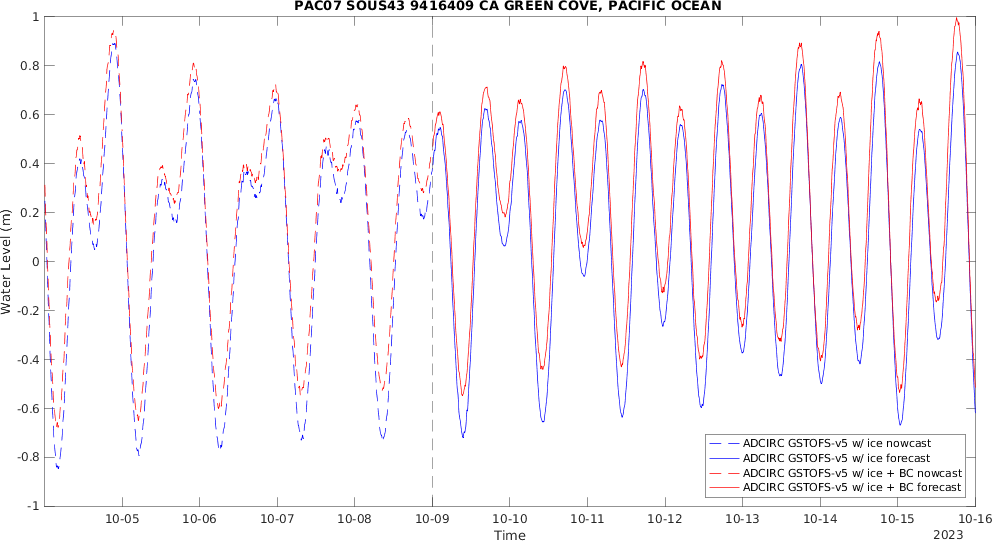 PAC07 SOUS43 9416409 CA GREEN COVE, PACIFIC OCEAN
1
0.8
0.6
0.4
0.2
0
-0.2
-0.4
-0.6
-0.8
-1
Water Level (m)
ADCIRC GSTOFS-v5 w/ ice nowcast
ADCIRC GSTOFS-v5 w/ ice forecast
ADCIRC GSTOFS-v5 w/ ice + BC nowcast
ADCIRC GSTOFS-v5 w/ ice + BC forecast
10-05 10-06 10-07 10-08 10-09 10-10 10-11 10-12 10-13 10-14 10-15 10-16
Time
2023